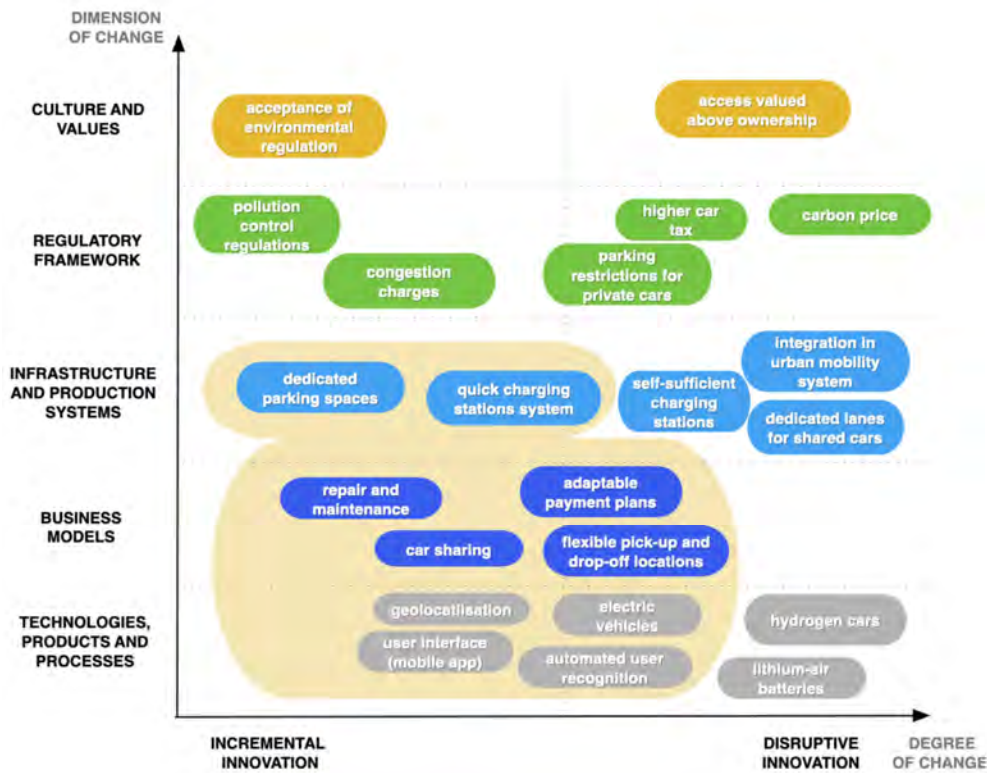 DIMENSION
OF CHANGE
CULTURE AND
VALUES
acceptance of
environmental
regulation
access valued
above ownership
REGULATORY
FRAMEWORK
pollution
control
regulations
congestion
charges
higher car
tax
parking
restrictions for
private cars
carbon price
INFRASTRUCTURE
AND PRODUCTION
SYSTEMS
dedicated
parking spaces
quick charging
stations system
self-sufficient
charging
stations
integration in
urban mobility
system
dedicated lanes
for shared cars
BUSINESS
MODELS
repair and
maintenance
adaptable
payment plans
car sharing
flexible pick-up and
drop-off locations
TECHNOLOGIES,
PRODUCTS AND
PROCESSES
geolocatilisation
electric
vehicles
hydrogen cars
user interface
(mobile app)
automated user
recognition
lithium-air
batteries
INCREMENTAL
INNOVATION
DISRUPTIVE
INNOVATION
DEGREE
OF CHANGE